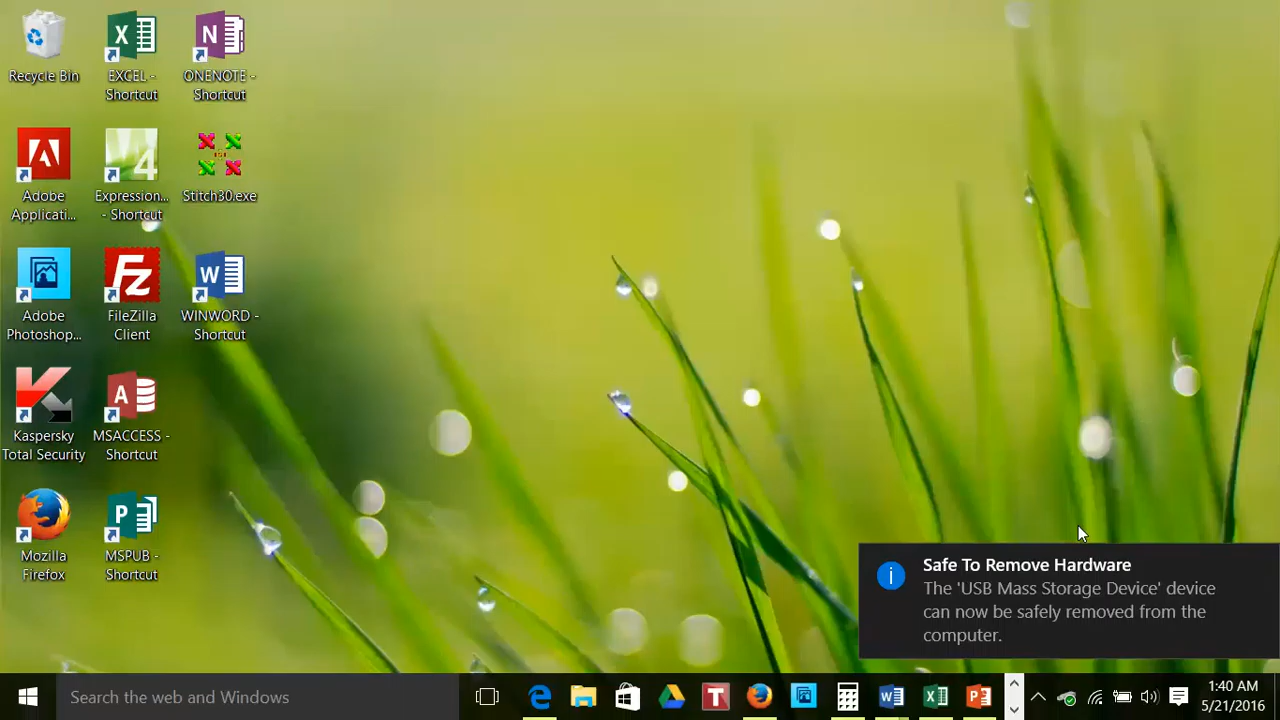 Recycle Bin
EXCEL -
Shortcut
ONENOTE -
Shortcut
Adobe
Applicati...
Expression...
- Shortcut
Stitch30.exe
Adobe
Photoshop...
FileZilla
Client
WINWORD -
Shortcut
Kaspersky
Total Security
MSACCESS -
Shortcut
Mozilla
Firefox
MSPUB -
Shortcut
Safe To Remove Hardware
The 'USB Mass Storage Device' device
can now be safely removed from the
computer.
Search the web and Windows
1:40 AM
5/21/2016